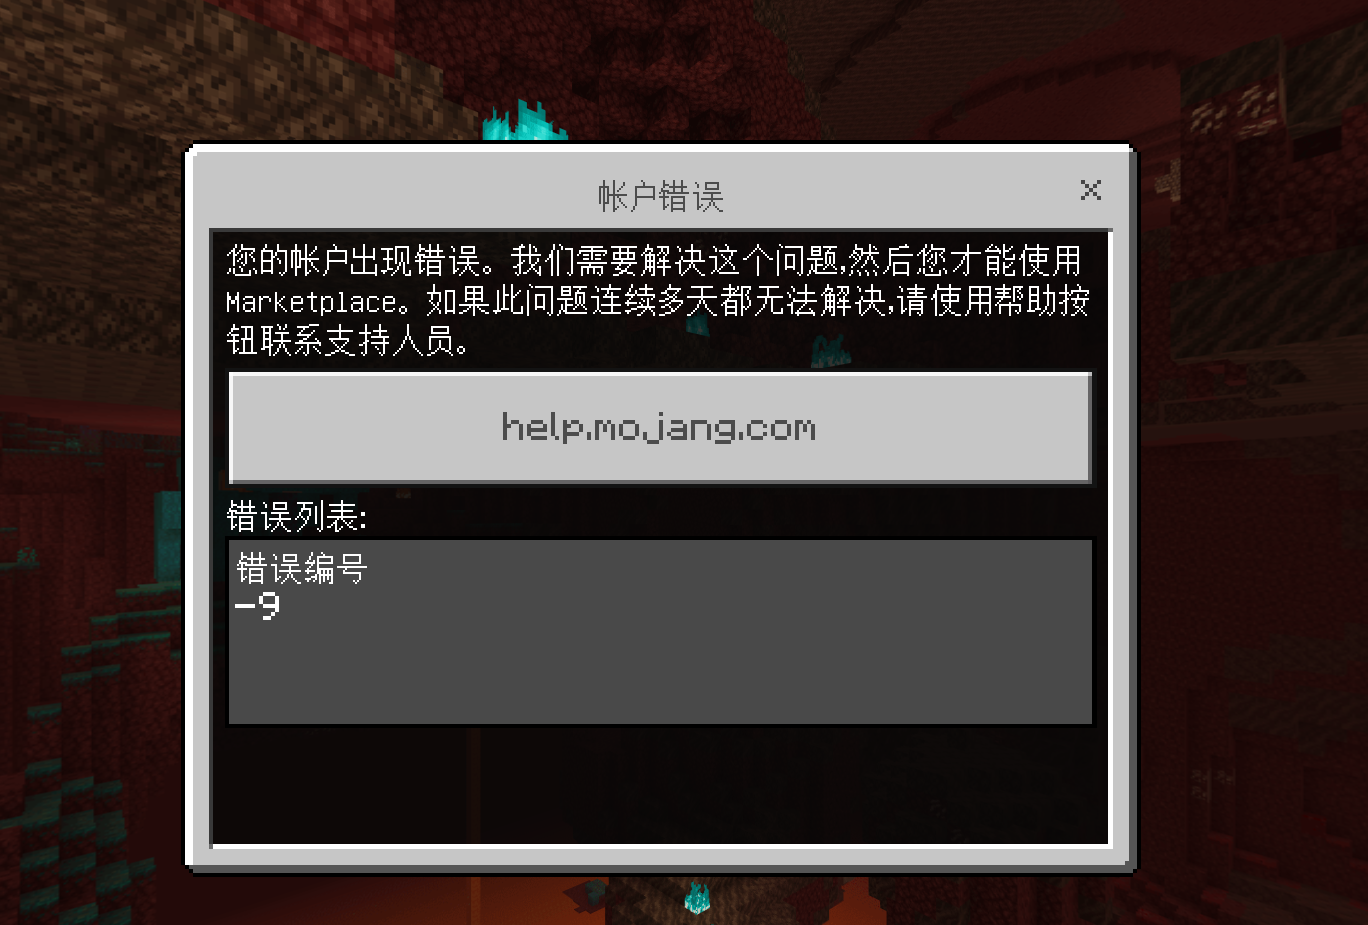 帐户错误
您的帐户出现错误。我们需要解决这个问题,然后您才能使用
Marketplace。如果此问题连续多天都无法解决,请使用帮助按
钮联系支持人员。
help.mojang.com
错误列表:
错误编号
-9